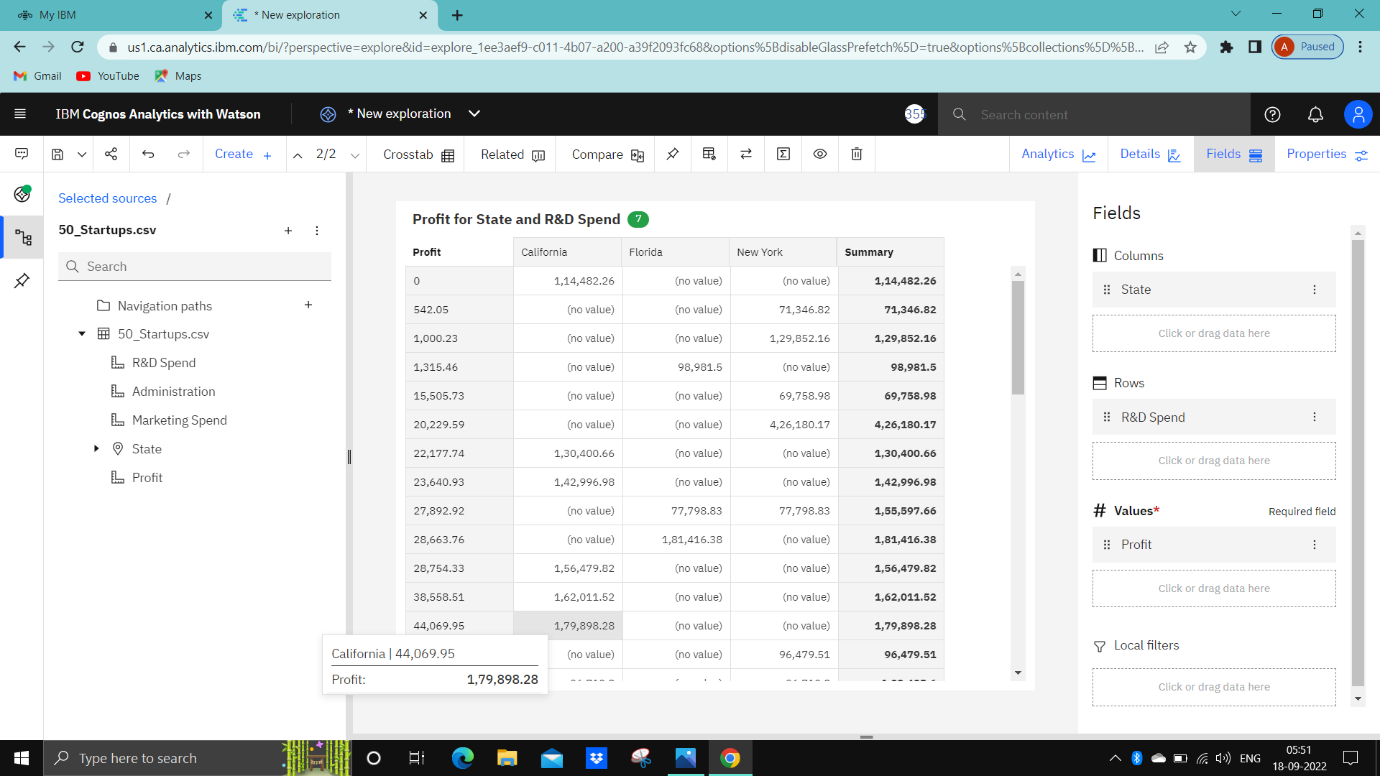 My IBM
* New exploration
us1.ca.analytics.ibm.com/bi/?perspective=explore&id=explore_1ee3aef9-c011-4b07-a200-a39f2093fc68&options%5BdisableGlassPrefetch%5D=true&options%5Bcollections%5D%5B...
A Paused
Gmail YouTube Maps
IBM Cognos Analytics with Watson * New exploration 355 Search content
Create + 2/2 Crosstab Related Compare Analytics Details Fields Properties
Selected sources /
50_Startups.csv
Search
Navigation paths
50_Startups.csv
R&D Spend
Administration
Marketing Spend
State
Profit
Profit for State and R&D Spend 7
Profit California Florida New York Summary
0 1,14,482.26 (no value) (no value) 1,14,482.26
542.05 (no value) (no value) 71,346.82 71,346.82
1,000.23 (no value) (no value) 1,29,852.16 1,29,852.16
1,315.46 (no value) 98,981.5 (no value) 98,981.5
15,505.73 (no value) (no value) 69,758.98 69,758.98
20,229.59 (no value) (no value) 4,26,180.17 4,26,180.17
22,177.74 1,30,400.66 (no value) (no value) 1,30,400.66
23,640.93 1,42,996.98 (no value) (no value) 1,42,996.98
27,892.92 (no value) 77,798.83 77,798.83 1,55,597.66
28,663.76 (no value) 1,81,416.38 (no value) 1,81,416.38
28,754.33 1,56,479.82 (no value) (no value) 1,56,479.82
38,558.51 1,62,011.52 (no value) (no value) 1,62,011.52
44,069.95 1,79,898.28 (no value) (no value) 1,79,898.28
(no value) (no value) 96,479.51 96,479.51
California | 44,069.95
Profit: 1,79,898.28
Fields
Columns
State
Click or drag data here
Rows
R&D Spend
Click or drag data here
# Values* Required field
Profit
Click or drag data here
Local filters
Click or drag data here
Type here to search
ENG
05:51
18-09-2022